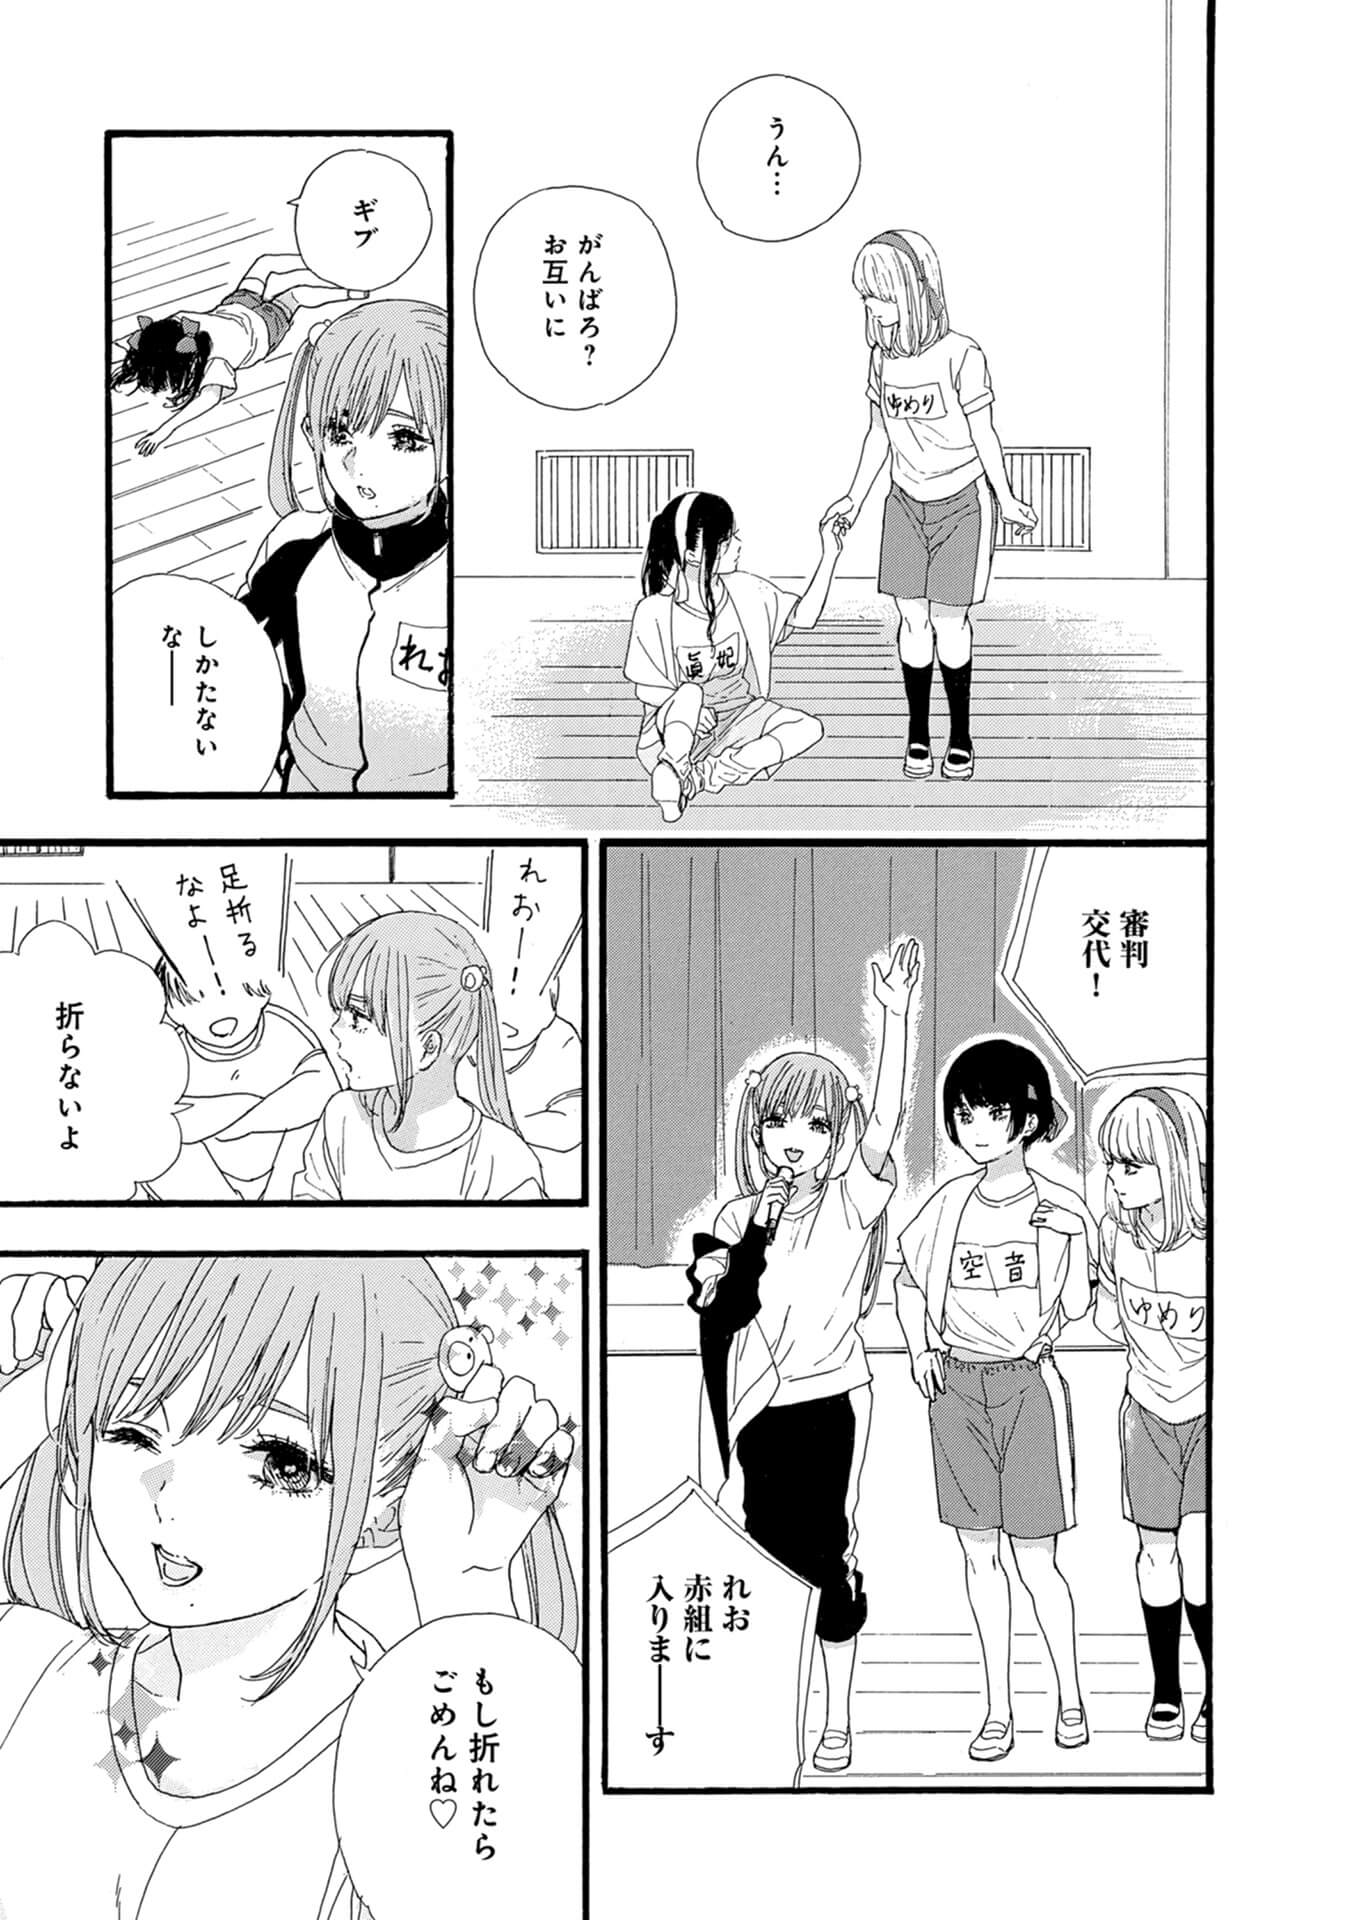 うん…
がんばろ？
お互いに
ゆめり
眞妃
ギブ
しかたない
なー
れお
審判
交代！
空音
ゆめり
れお
赤組に
入りまーす
れおー！
足折る
なよー！
折らないよ
もし折れたら
ごめんね♡